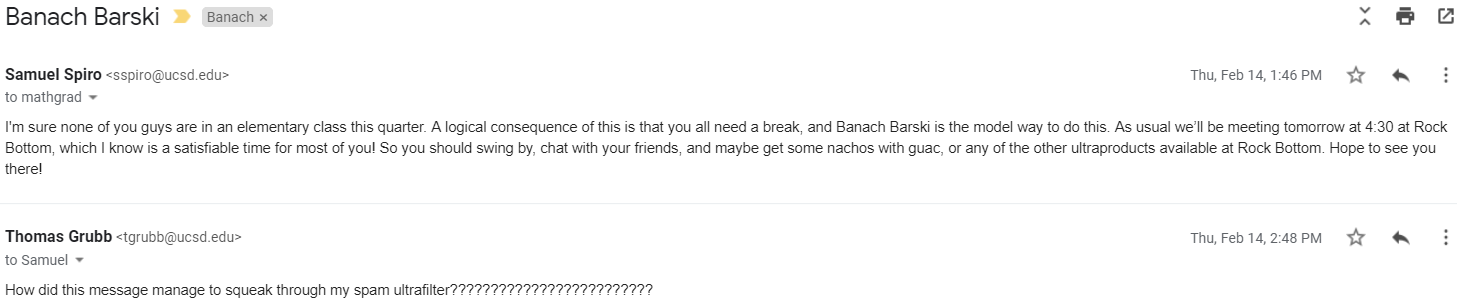 Banach Barski Banach ×
Samuel Spiro <sspiro@ucsd.edu> Thu, Feb 14, 1:46 PM
to mathgrad
I'm sure none of you guys are in an elementary class this quarter. A logical consequence of this is that you all need a break, and Banach Barski is the model way to do this. As usual we'll be meeting tomorrow at 4:30 at Rock
Bottom, which I know is a satisfiable time for most of you! So you should swing by, chat with your friends, and maybe get some nachos with guac, or any of the other ultraproducts available at Rock Bottom. Hope to see you
there!
Thomas Grubb <tgrubb@ucsd.edu> Thu, Feb 14, 2:48 PM
to Samuel
How did this message manage to squeak through my spam ultrafilter?????????????????????????